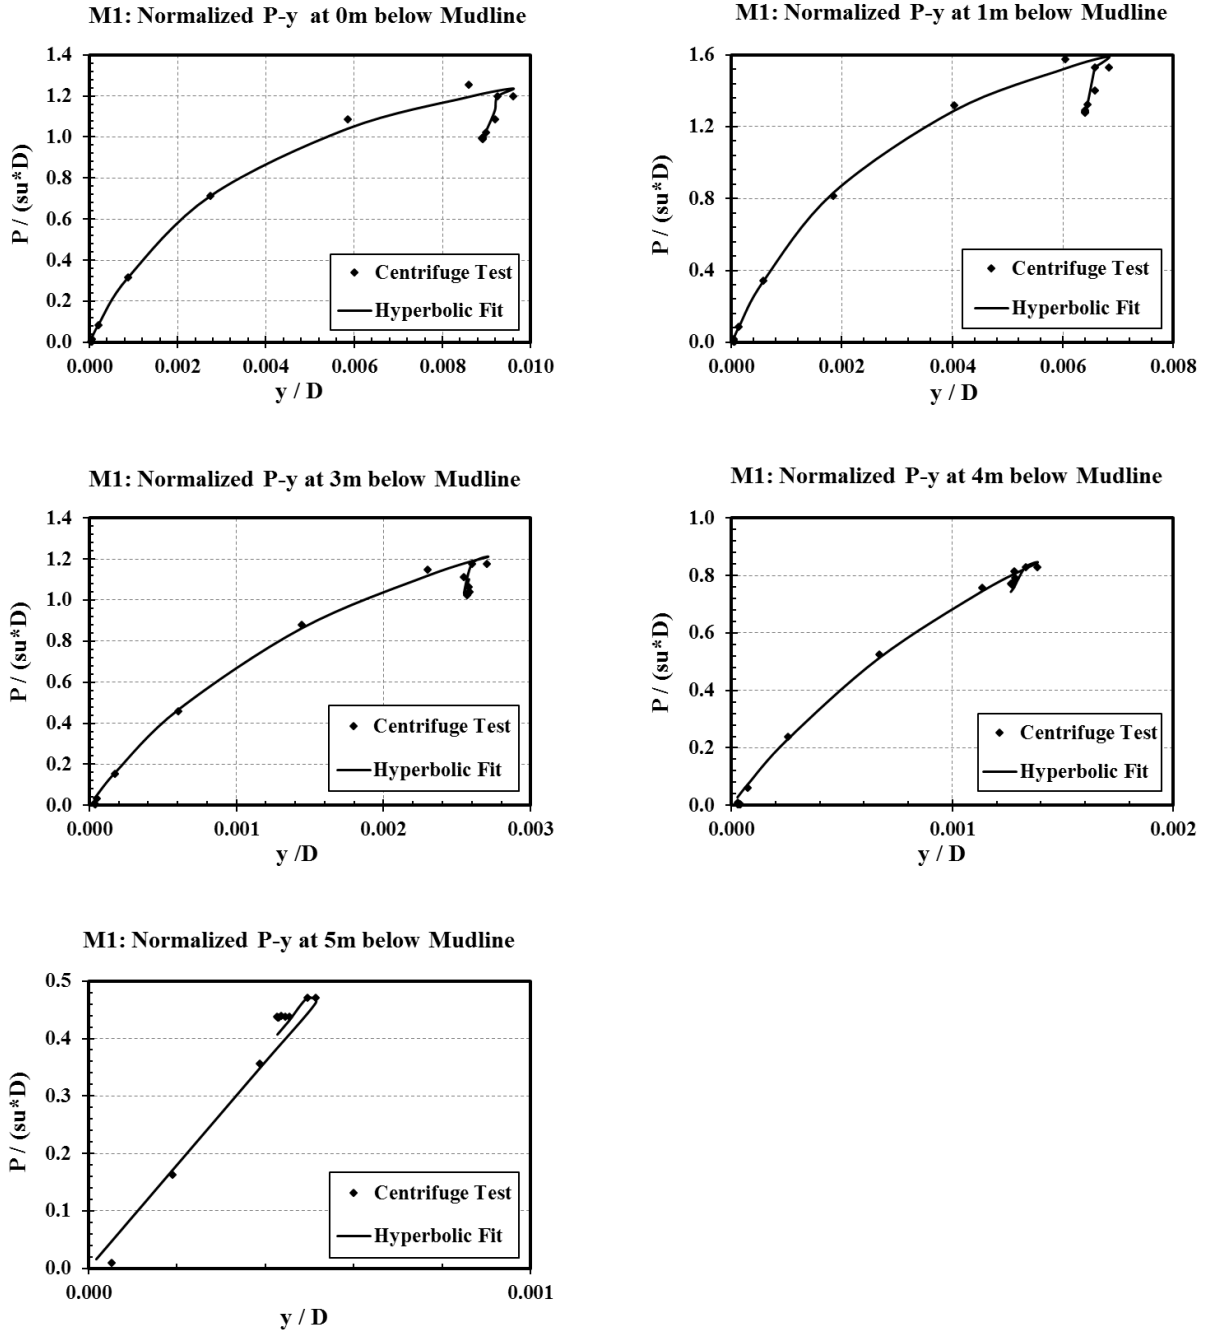 M1: Normalized P-y at 0m below Mudline
P / (su*D)
1.4
1.2
1.0
0.8
0.6
0.4
0.2
0.0
Centrifuge Test
Hyperbolic Fit
0.000 0.002 0.004 0.006 0.008 0.010
y / D
M1: Normalized P-y at 1m below Mudline
P / (su*D)
1.6
1.2
0.8
0.4
0.0
Centrifuge Test
Hyperbolic Fit
0.000 0.002 0.004 0.006 0.008
y / D
M1: Normalized P-y at 3m below Mudline
P / (su*D)
1.4
1.2
1.0
0.8
0.6
0.4
0.2
0.0
Centrifuge Test
Hyperbolic Fit
0.000 0.001 0.002 0.003
y /D
M1: Normalized P-y at 4m below Mudline
P / (su*D)
1.0
0.8
0.6
0.4
0.2
0.0
Centrifuge Test
Hyperbolic Fit
0.000 0.001 0.002
y / D
M1: Normalized P-y at 5m below Mudline
P / (su*D)
0.5
0.4
0.3
0.2
0.1
0.0
Centrifuge Test
Hyperbolic Fit
0.000 0.001
y / D